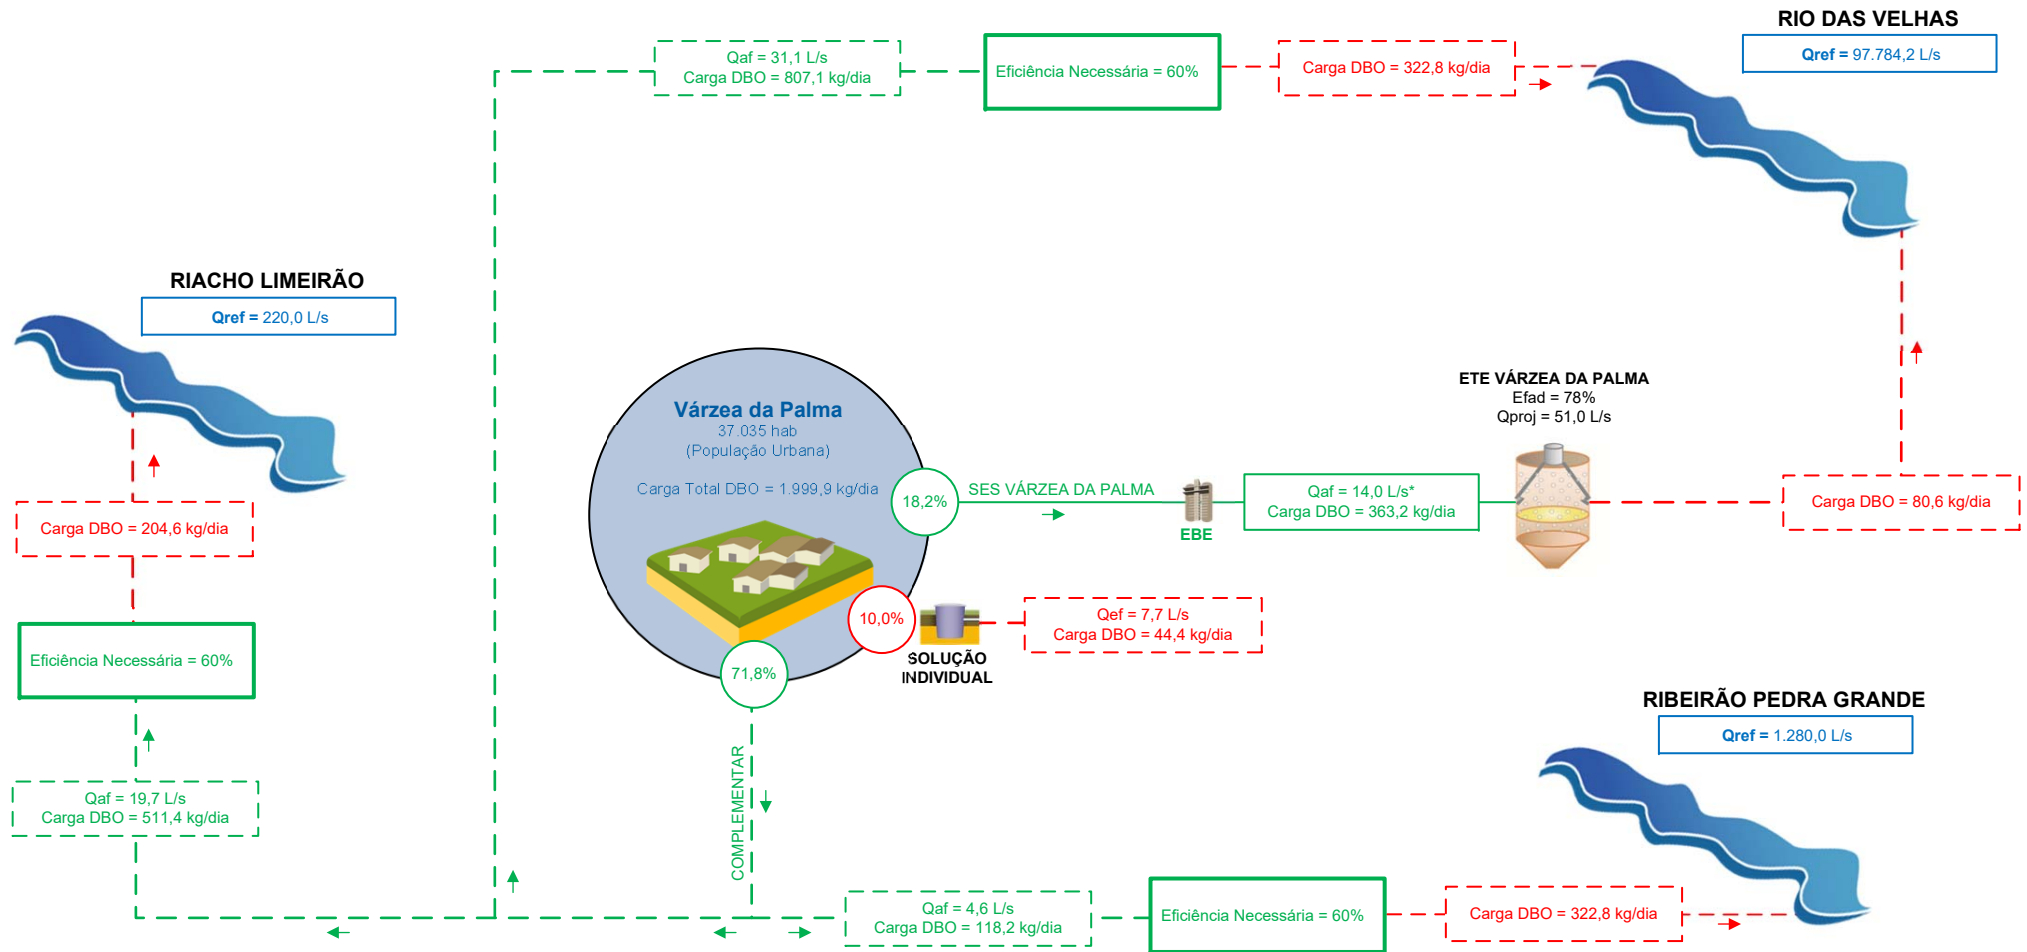 RIO DAS VELHAS
Qref = 97.784,2 L/s
Qaf = 31,1 L/s
Carga DBO = 807,1 kg/dia
Eficiência Necessária = 60%
Carga DBO = 322,8 kg/dia
RIACHO LIMEIRÃO
Qref = 220,0 L/s
Carga DBO = 204,6 kg/dia
Eficiência Necessária = 60%
Qaf = 19,7 L/s
Carga DBO = 511,4 kg/dia
Várzea da Palma
37.035 hab
(População Urbana)
Carga Total DBO = 1.999,9 kg/dia
18,2%
SES VÁRZEA DA PALMA
EBE
Qaf = 14,0 L/s*
Carga DBO = 363,2 kg/dia
ETE VÁRZEA DA PALMA
Efad = 78%
Qproj = 51,0 L/s
Carga DBO = 80,6 kg/dia
10,0%
SOLUÇÃO
INDIVIDUAL
Qef = 7,7 L/s
Carga DBO = 44,4 kg/dia
71,8%
COMPLEMENTAR
RIBEIRÃO PEDRA GRANDE
Qref = 1.280,0 L/s
Qaf = 4,6 L/s
Carga DBO = 118,2 kg/dia
Eficiência Necessária = 60%
Carga DBO = 322,8 kg/dia